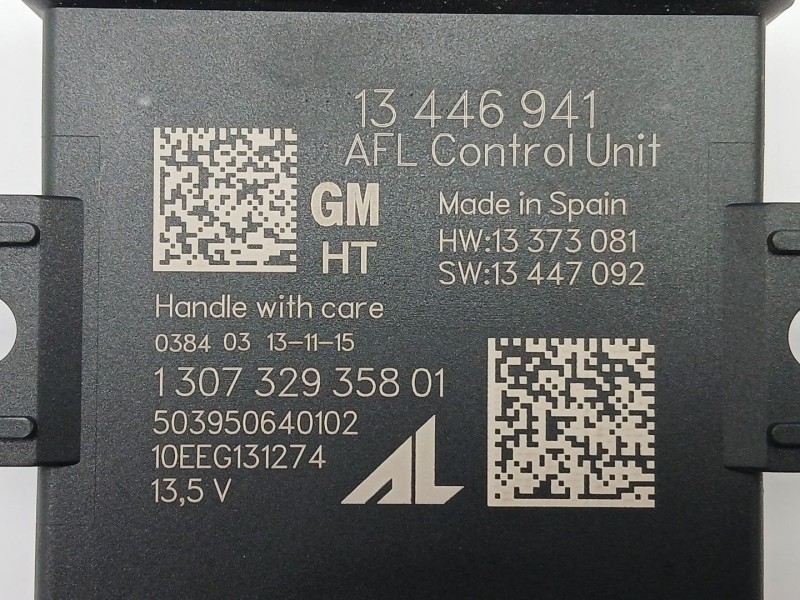 13 446 941
AFL Control Unit
GM
HT
Made in Spain
HW:13 373 081
SW:13 447 092
Handle with care
0384 03 13-11-15
1 307 329 358 01
503950640102
10EEG131274
13,5 V
AL